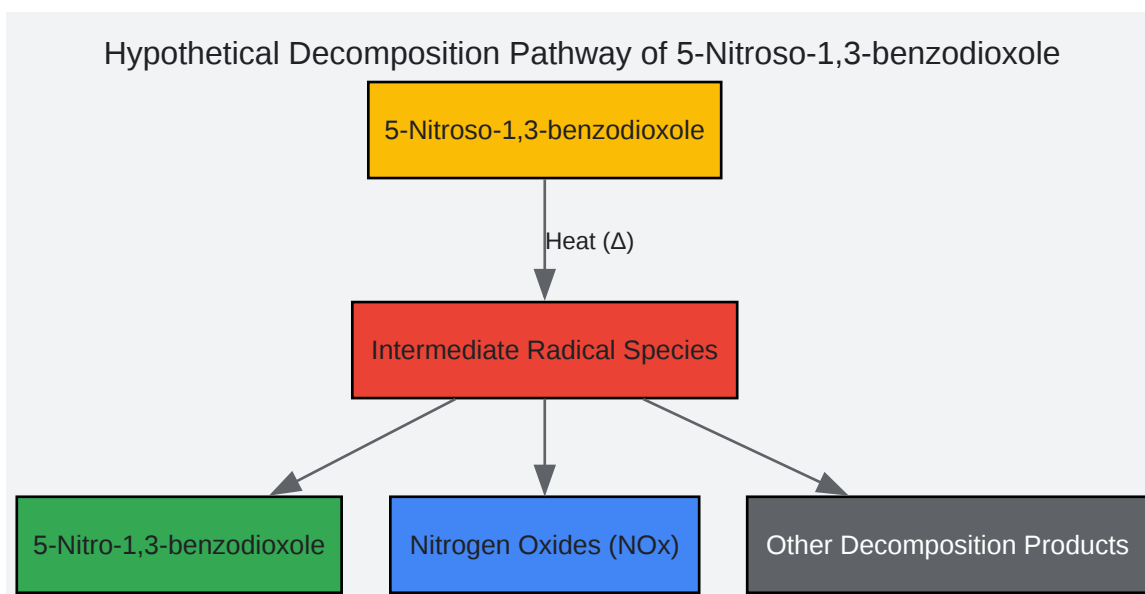 Hypothetical Decomposition Pathway of 5-Nitroso-1,3-benzodioxole
5-Nitroso-1,3-benzodioxole
Heat (Δ)
Intermediate Radical Species
5-Nitro-1,3-benzodioxole
Nitrogen Oxides (NOx)
Other Decomposition Products